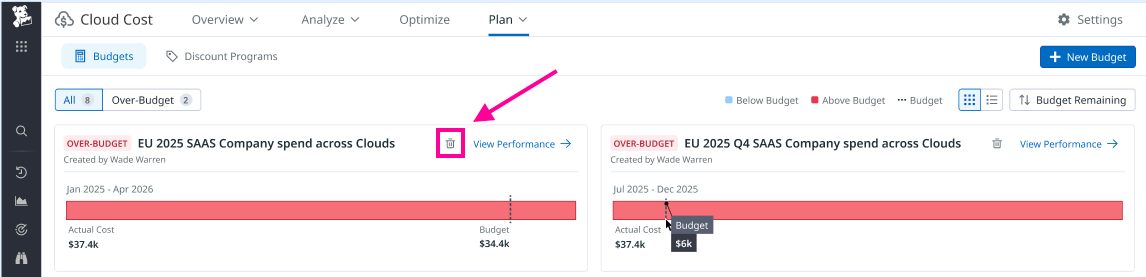 Cloud Cost
Overview
Analyze
Optimize
Plan
Settings
Budgets
Discount Programs
New Budget
All 8
Over-Budget 2
Below Budget
Above Budget
Budget
Budget Remaining
OVER-BUDGET EU 2025 SAAS Company spend across Clouds
View Performance
Created by Wade Warren
Jan 2025 - Apr 2026
Actual Cost
$37.4k
Budget
$34.4k
OVER-BUDGET EU 2025 Q4 SAAS Company spend across Clouds
View Performance
Created by Wade Warren
Jul 2025 - Dec 2025
Actual Cost
$37.4k
Budget
$6k